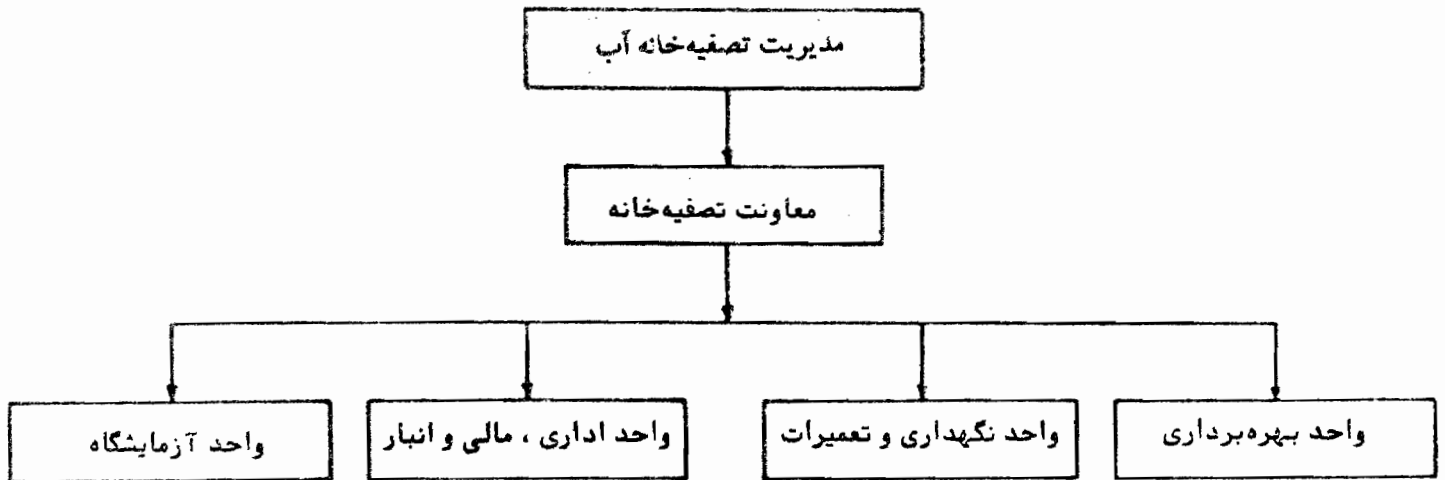 مدیریت تصفیه‌خانه آب
معاونت تصفیه‌خانه
واحد بهره‌برداری
واحد نگهداری و تعمیرات
واحد اداری ، مالی و انبار
واحد آزمایشگاه